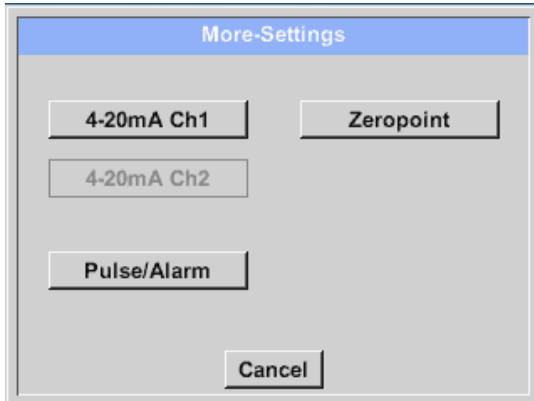 More-Settings
4-20mA Ch1
Zeropoint
4-20mA Ch2
Pulse/Alarm
Cancel